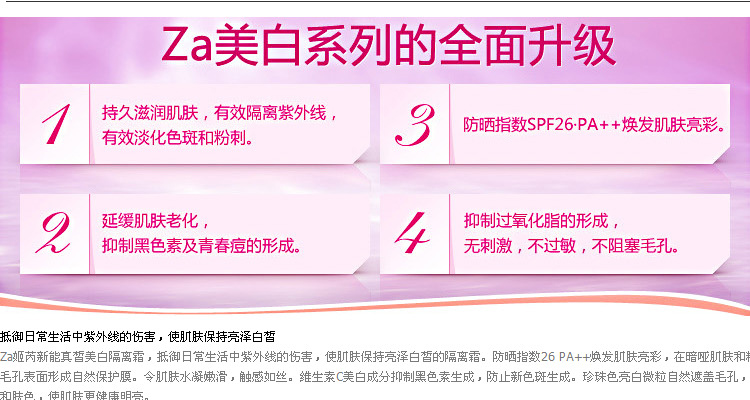 Za美白系列的全面升级
1
持久滋润肌肤，有效隔离紫外线，
有效淡化色斑和粉刺。
2
延缓肌肤老化，
抑制黑色素及青春痘的形成。
3
防晒指数SPF26·PA++焕发肌肤亮彩。
4
抑制过氧化脂的形成，
无刺激，不过敏，不阻塞毛孔。
抵御日常生活中紫外线的伤害，使肌肤保持亮泽白皙
Za姬芮新能真皙美白隔离霜，抵御日常生活中紫外线的伤害，使肌肤保持亮泽白皙的隔离霜。防晒指数26 PA++焕发肌肤亮彩，在暗哑肌肤和
毛孔表面形成自然保护膜。令肌肤水凝嫩滑，触感如丝。维生素C美白成分抑制黑色素生成，防止新色斑生成。珍珠色亮白微粒自然遮盖毛孔，
和肤色，使肌肤更健康明亮。